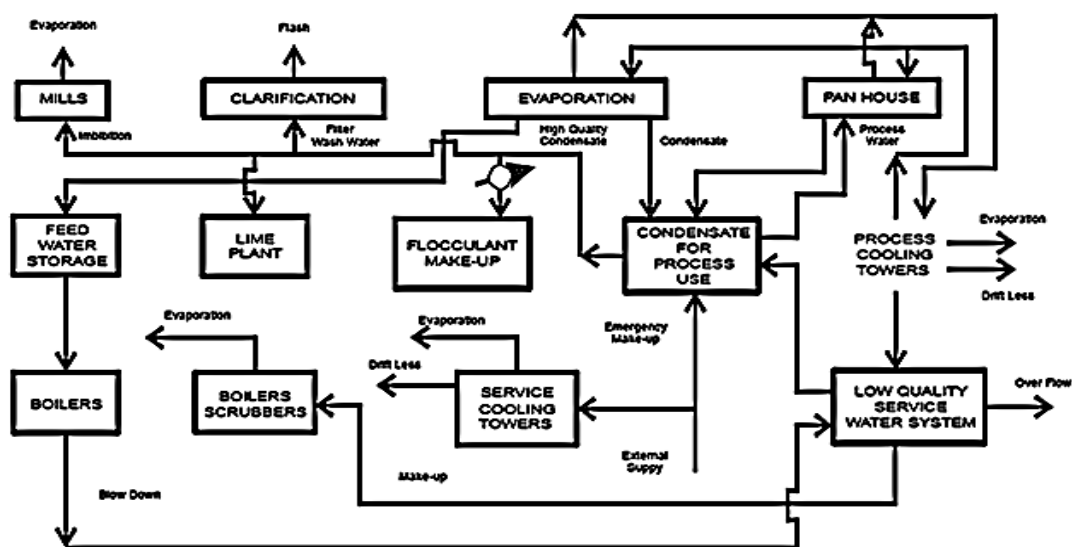 Evaporation
Flash
MILLS
CLARIFICATION
EVAPORATION
PAN HOUSE
Imbibition
Filter
Wash Water
High Quality
Condensate
Condensate
Process
Water
FEED
WATER
STORAGE
LIME
PLANT
FLOCCULANT
MAKE-UP
CONDENSATE
FOR
PROCESS
USE
PROCESS
COOLING
TOWERS
Evaporation
Drift Less
Evaporation
Evaporation
Emergency
Make-up
Drift Less
BOILERS
BOILERS
SCRUBBERS
SERVICE
COOLING
TOWERS
LOW QUALITY
SERVICE
WATER SYSTEM
Over Flow
External
Suppy
Make-up
Blow Down